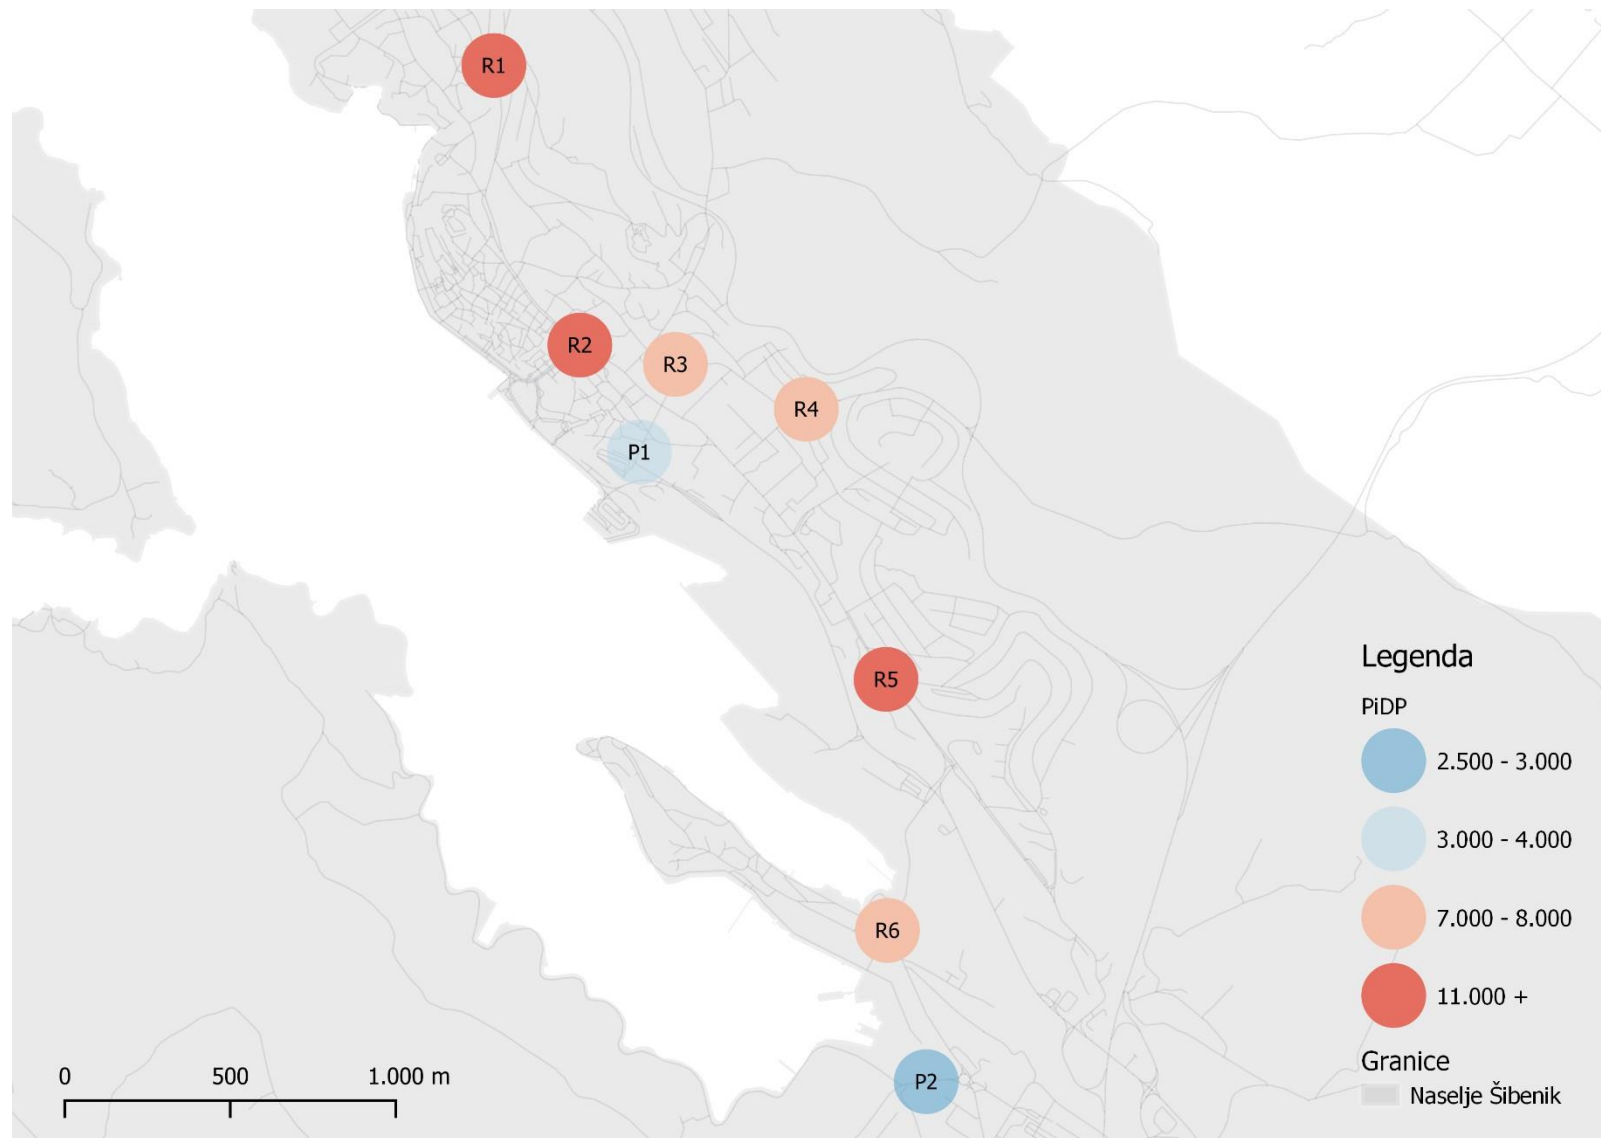 R1
R2
R3
R4
P1
R5
R6
P2
0 500 1.000 m
Legenda
PiDP
2.500 - 3.000
3.000 - 4.000
7.000 - 8.000
11.000 +
Granice
Naselje Šibenik